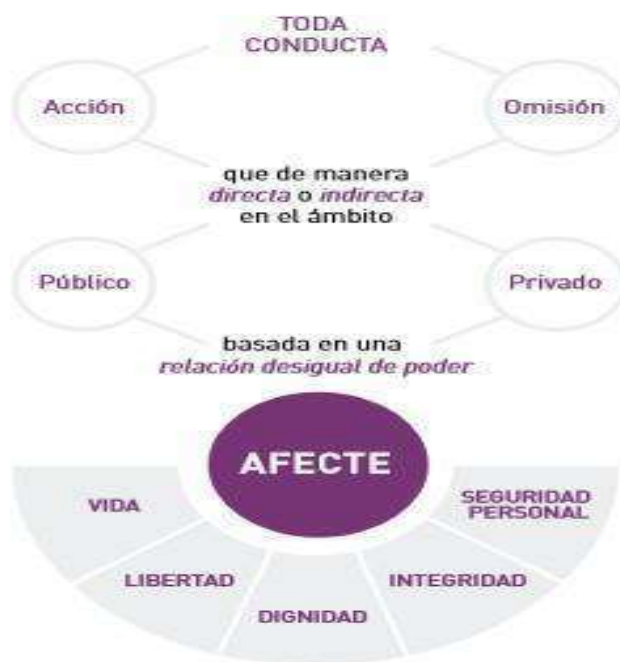 TODA
CONDUCTA
Acción
Omisión
que de manera
directa o indirecta
en el ámbito
Público
Privado
basada en una
relación desigual de poder
AFECTE
VIDA
LIBERTAD
DIGNIDAD
INTEGRIDAD
SEGURIDAD
PERSONAL